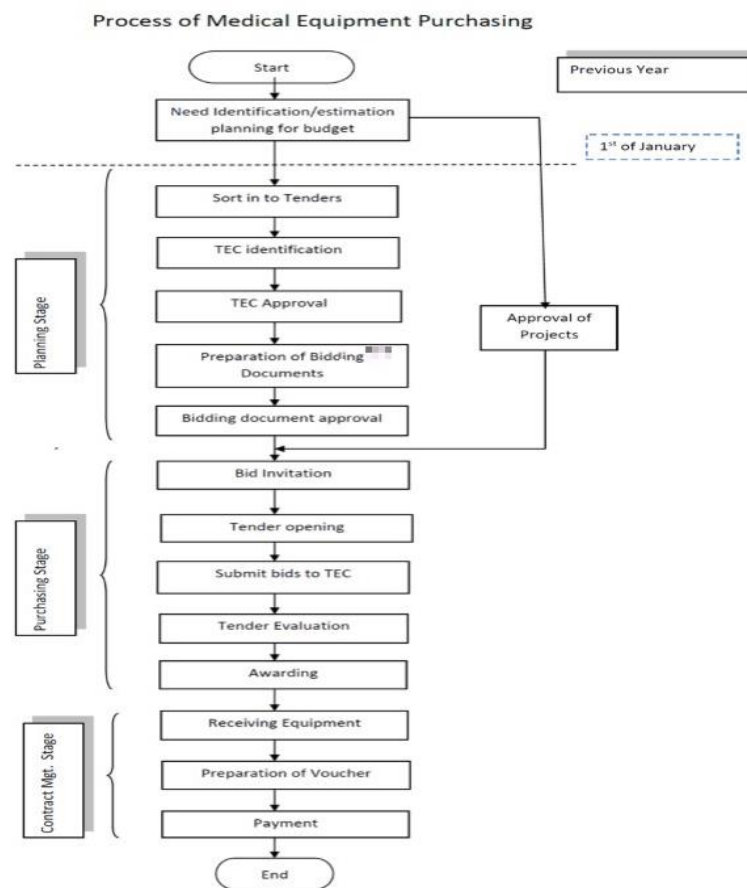 Process of Medical Equipment Purchasing
Start
Previous Year
Need Identification/estimation
planning for budget
1st of January
Sort in to Tenders
TEC identification
TEC Approval
Approval of
Projects
Preparation of Bidding
Documents
Bidding document approval
Planning Stage
Bid Invitation
Tender opening
Submit bids to TEC
Tender Evaluation
Awarding
Purchasing Stage
Receiving Equipment
Preparation of Voucher
Payment
Contract Mgt. Stage
End